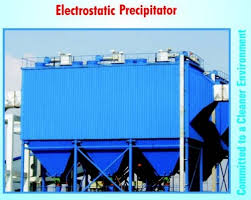 Electrostatic Precipitator
Committed to a Cleaner Environment